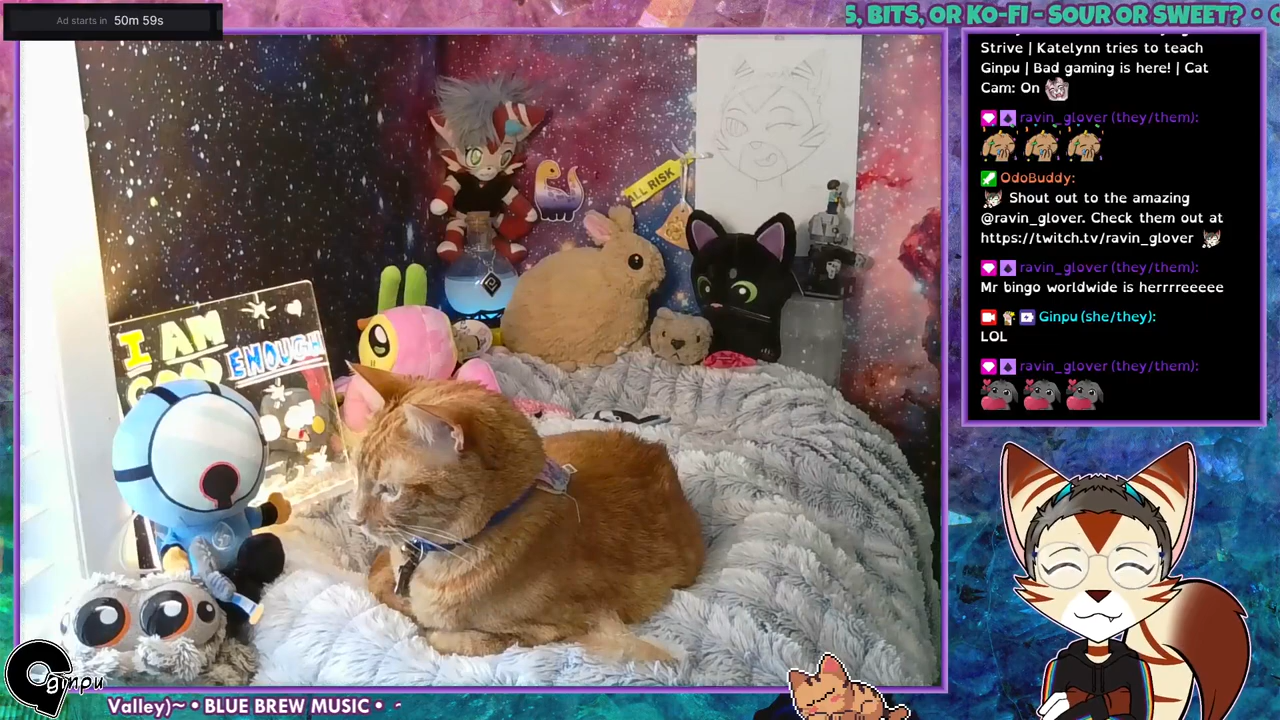 Ad starts in 50m 59s
5, BITS, OR KO-FI - SOUR OR SWEET? •
Strive | Katelynn tries to teach
Ginpu | Bad gaming is here! | Cat
Cam: On
ravin_glover (they/them):
OdoBuddy:
Shout out to the amazing
@ravin_glover. Check them out at
https://twitch.tv/ravin_glover
ravin_glover (they/them):
Mr bingo worldwide is herrrreeeee
Ginpu (she/they):
LOL
ravin_glover (they/them):
ALL RISK
I AM
GOOD ENOUGH
ginpu
Valley)~ • BLUE BREW MUSIC • ~